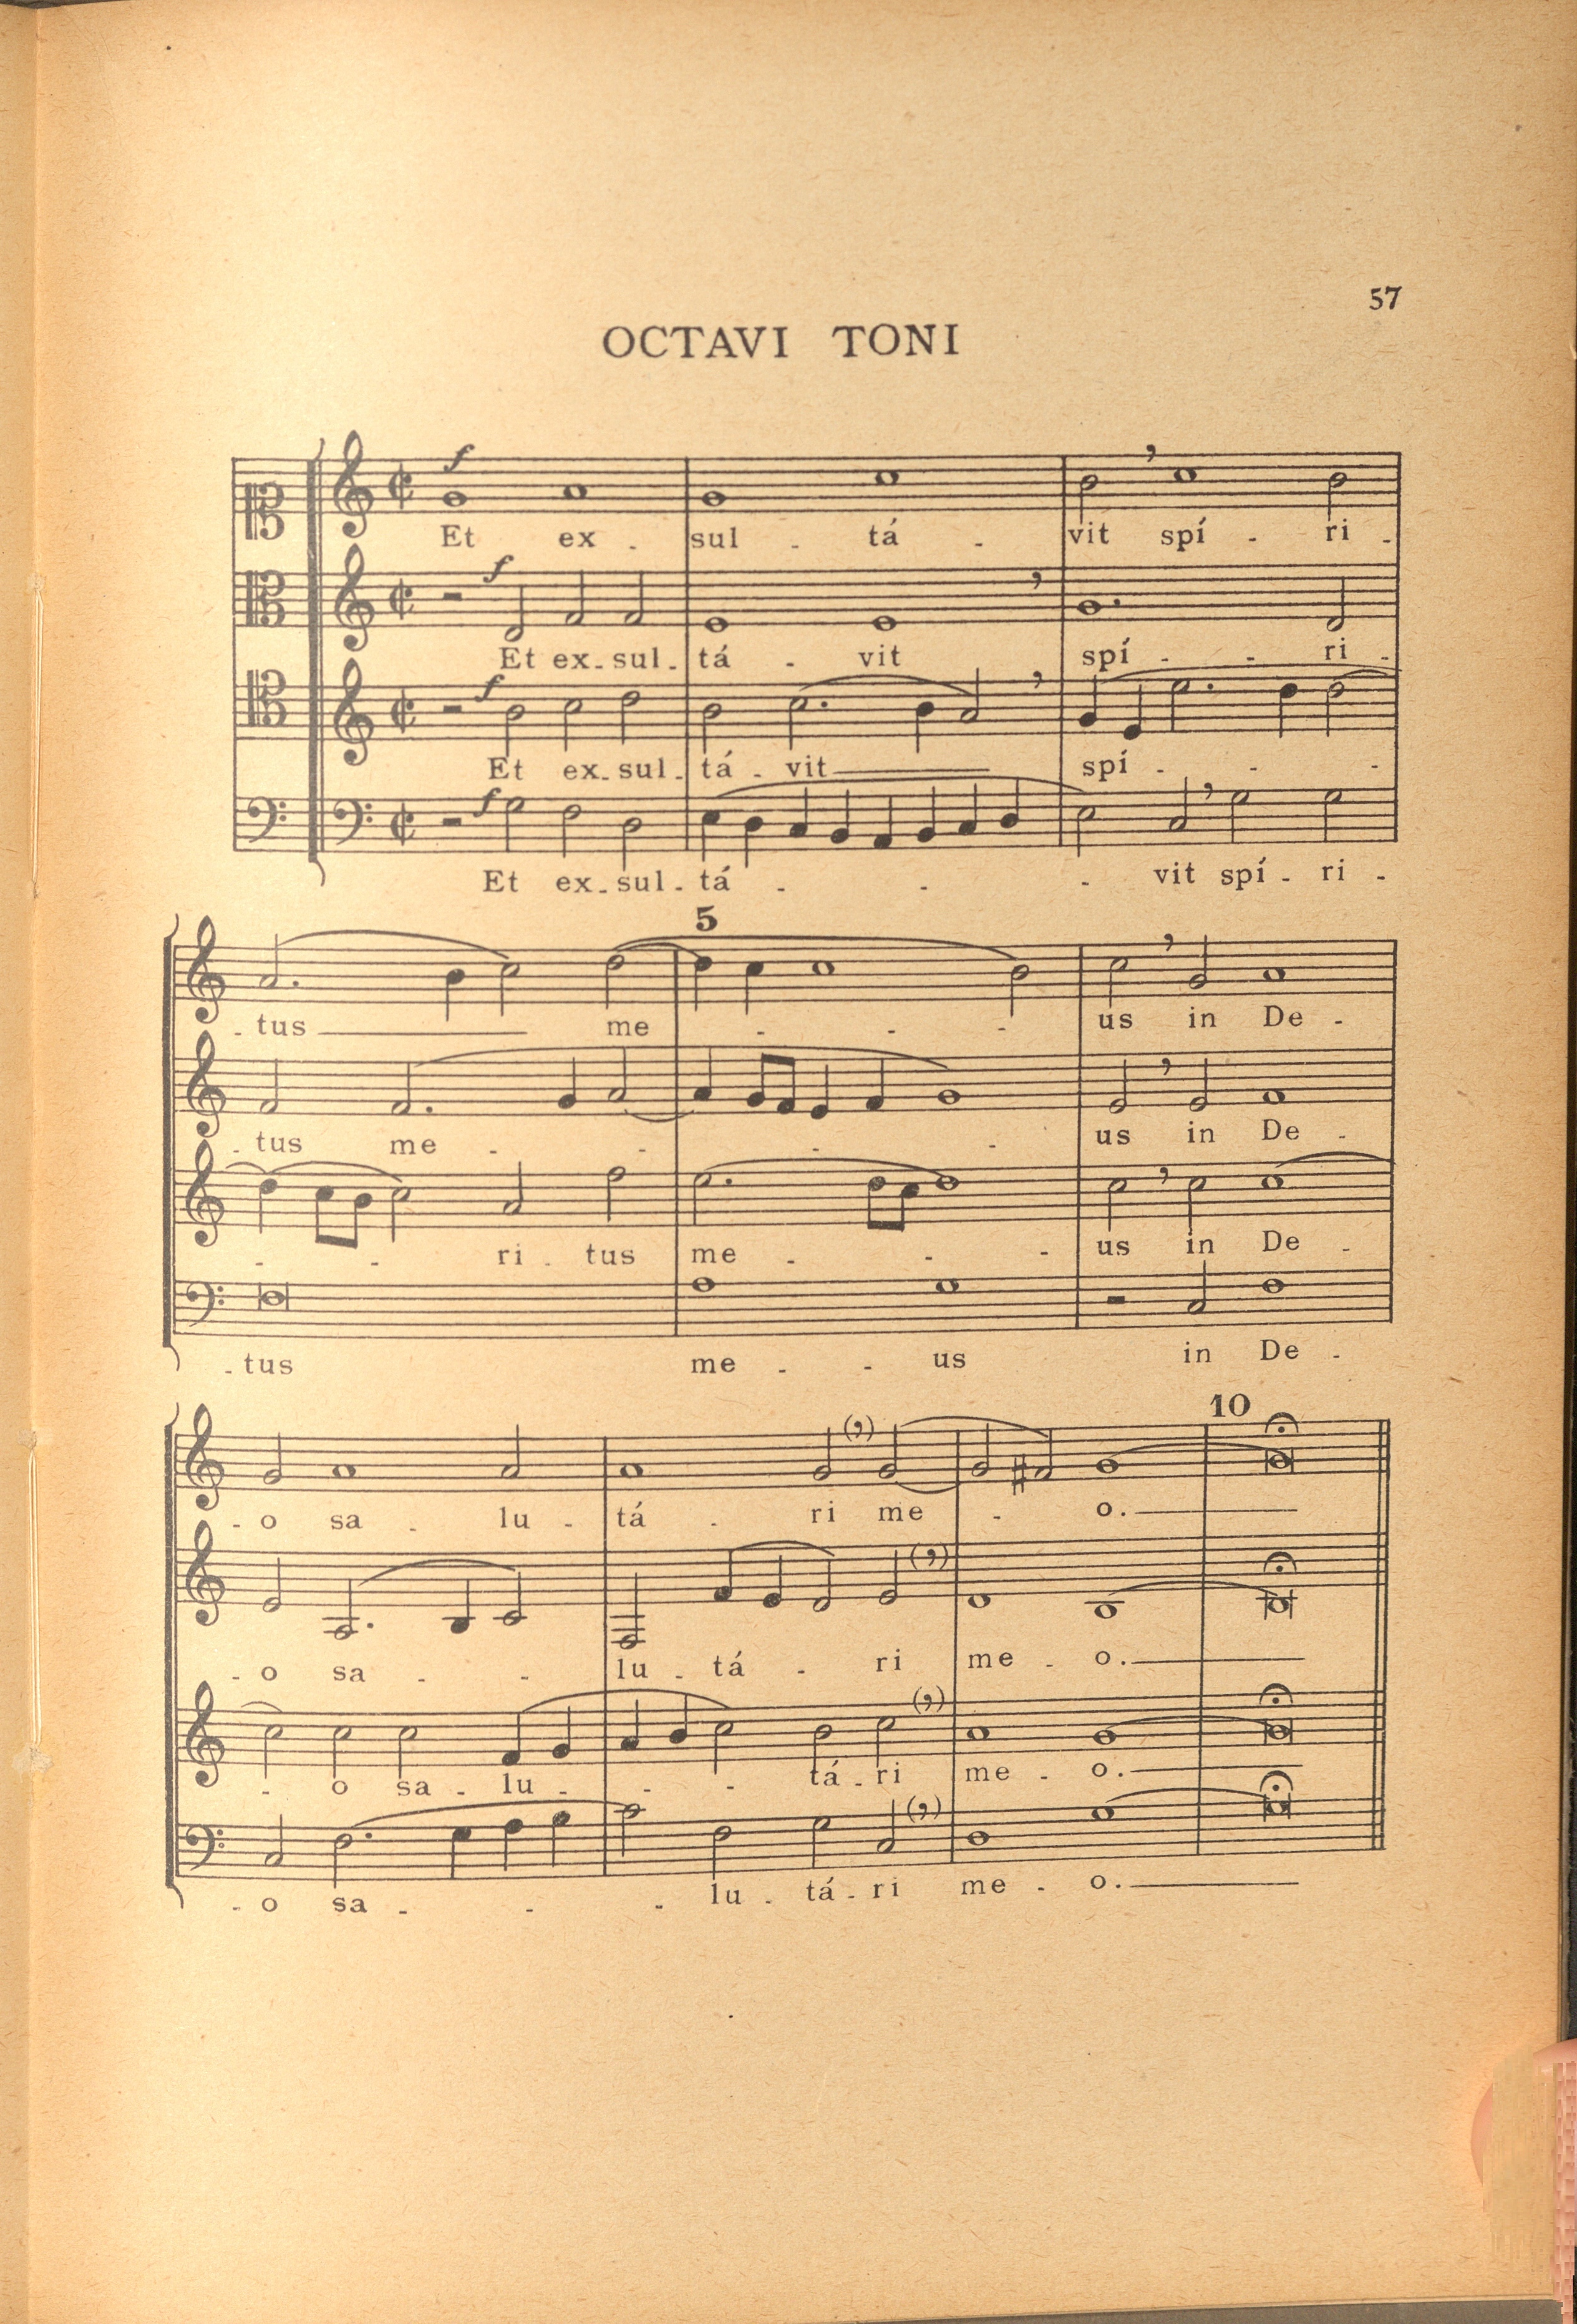 57
OCTAVI TONI
f
Et ex - sul - tá - vit spí - ri -
f
Et ex - sul - tá - vit spí - ri -
f
Et ex - sul - tá - vit spí - - -
f
Et ex - sul - tá - - - vit spí - ri -
5
- tus me - - - us in De -
- tus me - - - - us in De -
- - ri - tus me - - - us in De -
- tus me - - us in De -
10
- o sa - lu - tá - ri me - o.
- o sa - - lu - tá - ri me - o.
- o sa - lu - - - tá - ri me - o.
- o sa - - - lu - tá - ri me - o.